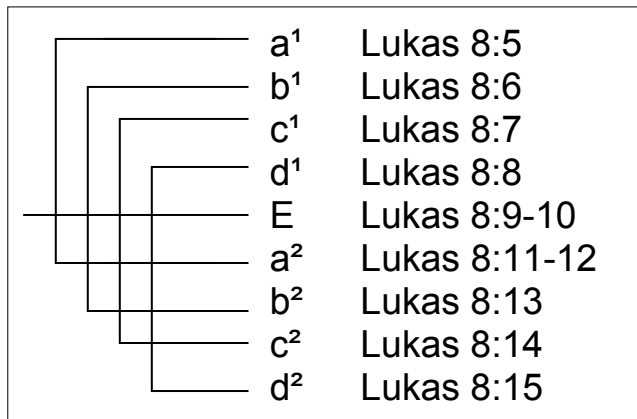 a¹ Lukas 8:5
b¹ Lukas 8:6
c¹ Lukas 8:7
d¹ Lukas 8:8
E Lukas 8:9-10
a² Lukas 8:11-12
b² Lukas 8:13
c² Lukas 8:14
d² Lukas 8:15